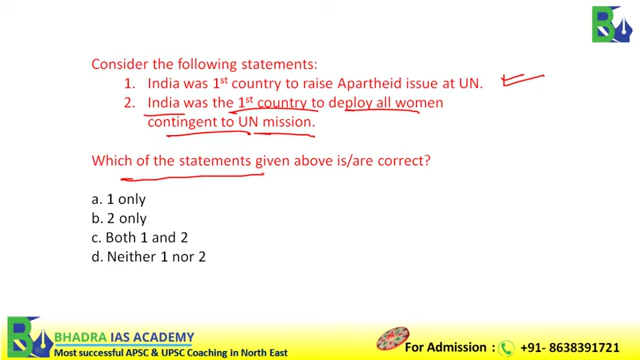 Consider the following statements:
1. India was 1st country to raise Apartheid issue at UN.
2. India was the 1st country to deploy all women
contingent to UN mission.
Which of the statements given above is/are correct?
a. 1 only
b. 2 only
c. Both 1 and 2
d. Neither 1 nor 2
BHADRA IAS ACADEMY
Most successful APSC & UPSC Coaching in North East
For Admission : +91- 8638391721